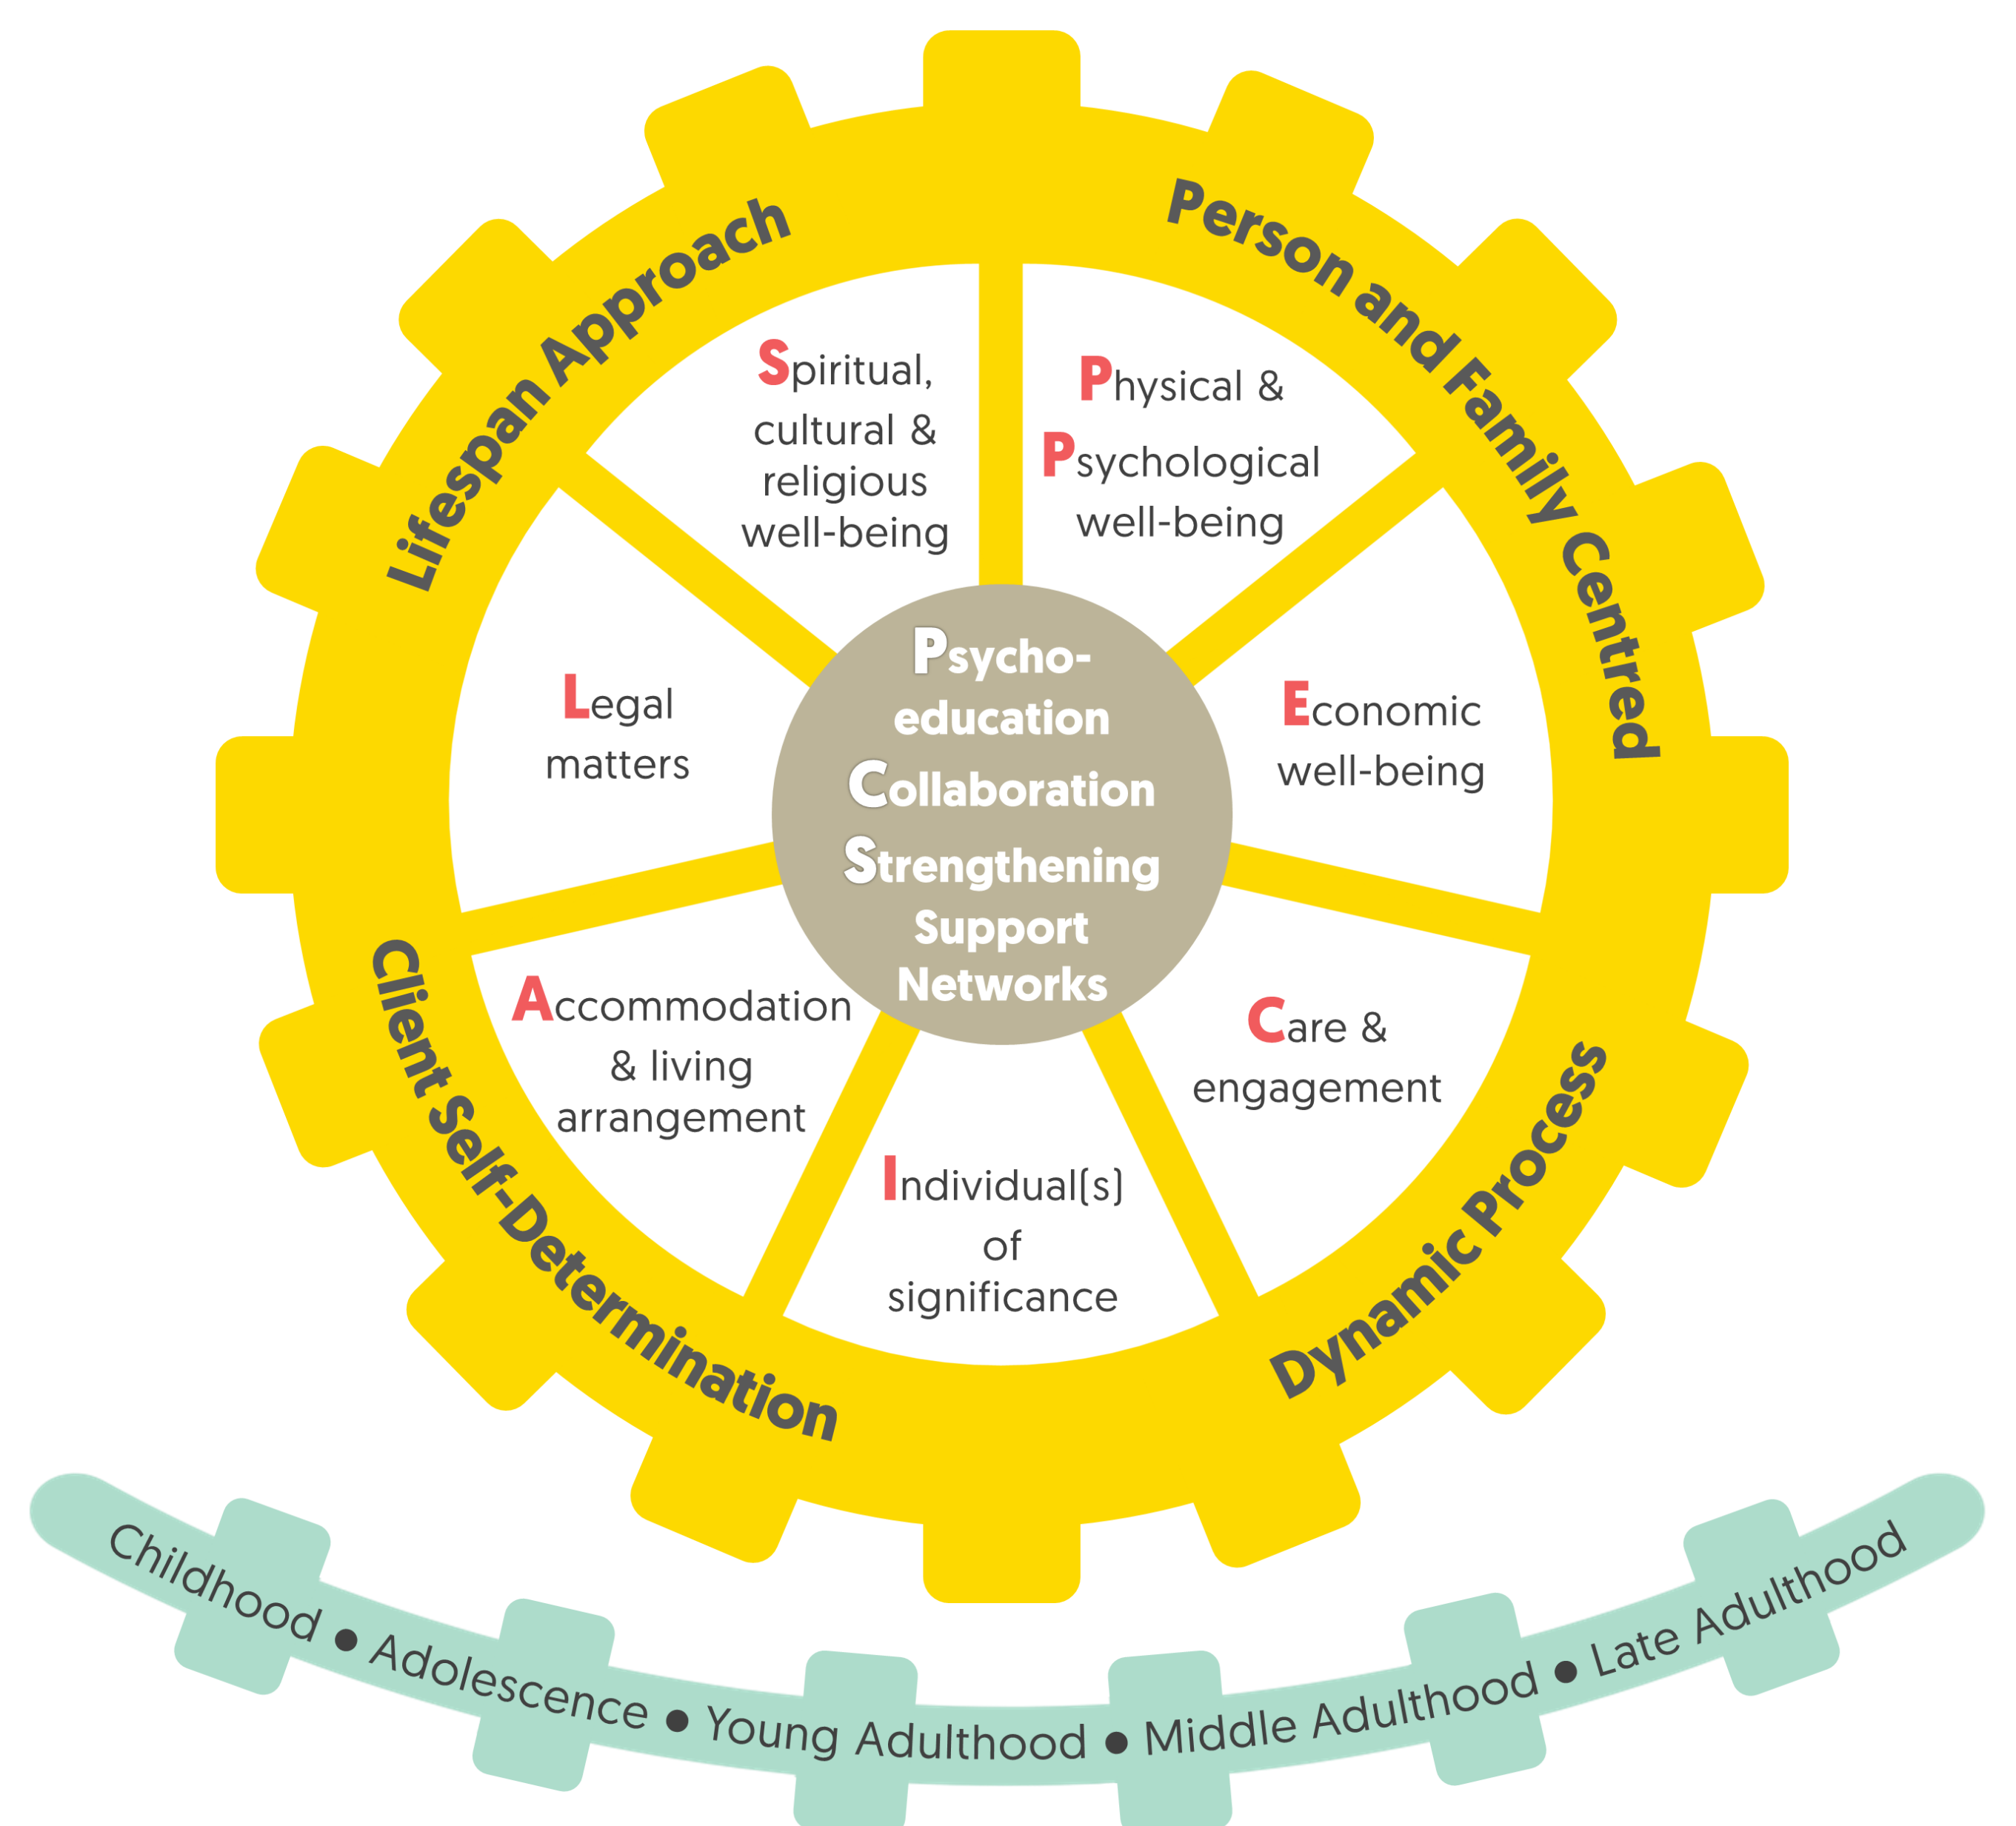 Lifespan Approach
Person and Family Centred
Spiritual,
cultural &
religious
well-being
Physical &
Psychological
well-being
Legal
matters
Psycho-
education
Collaboration
Strengthening
Support
Networks
Economic
well-being
Accommodation
& living
arrangement
Care &
engagement
Individual(s)
of
significance
Client Self-Determination
Dynamic Process
Childhood • Adolescence • Young Aduthood • Middle Adulthood • Late Adulthood